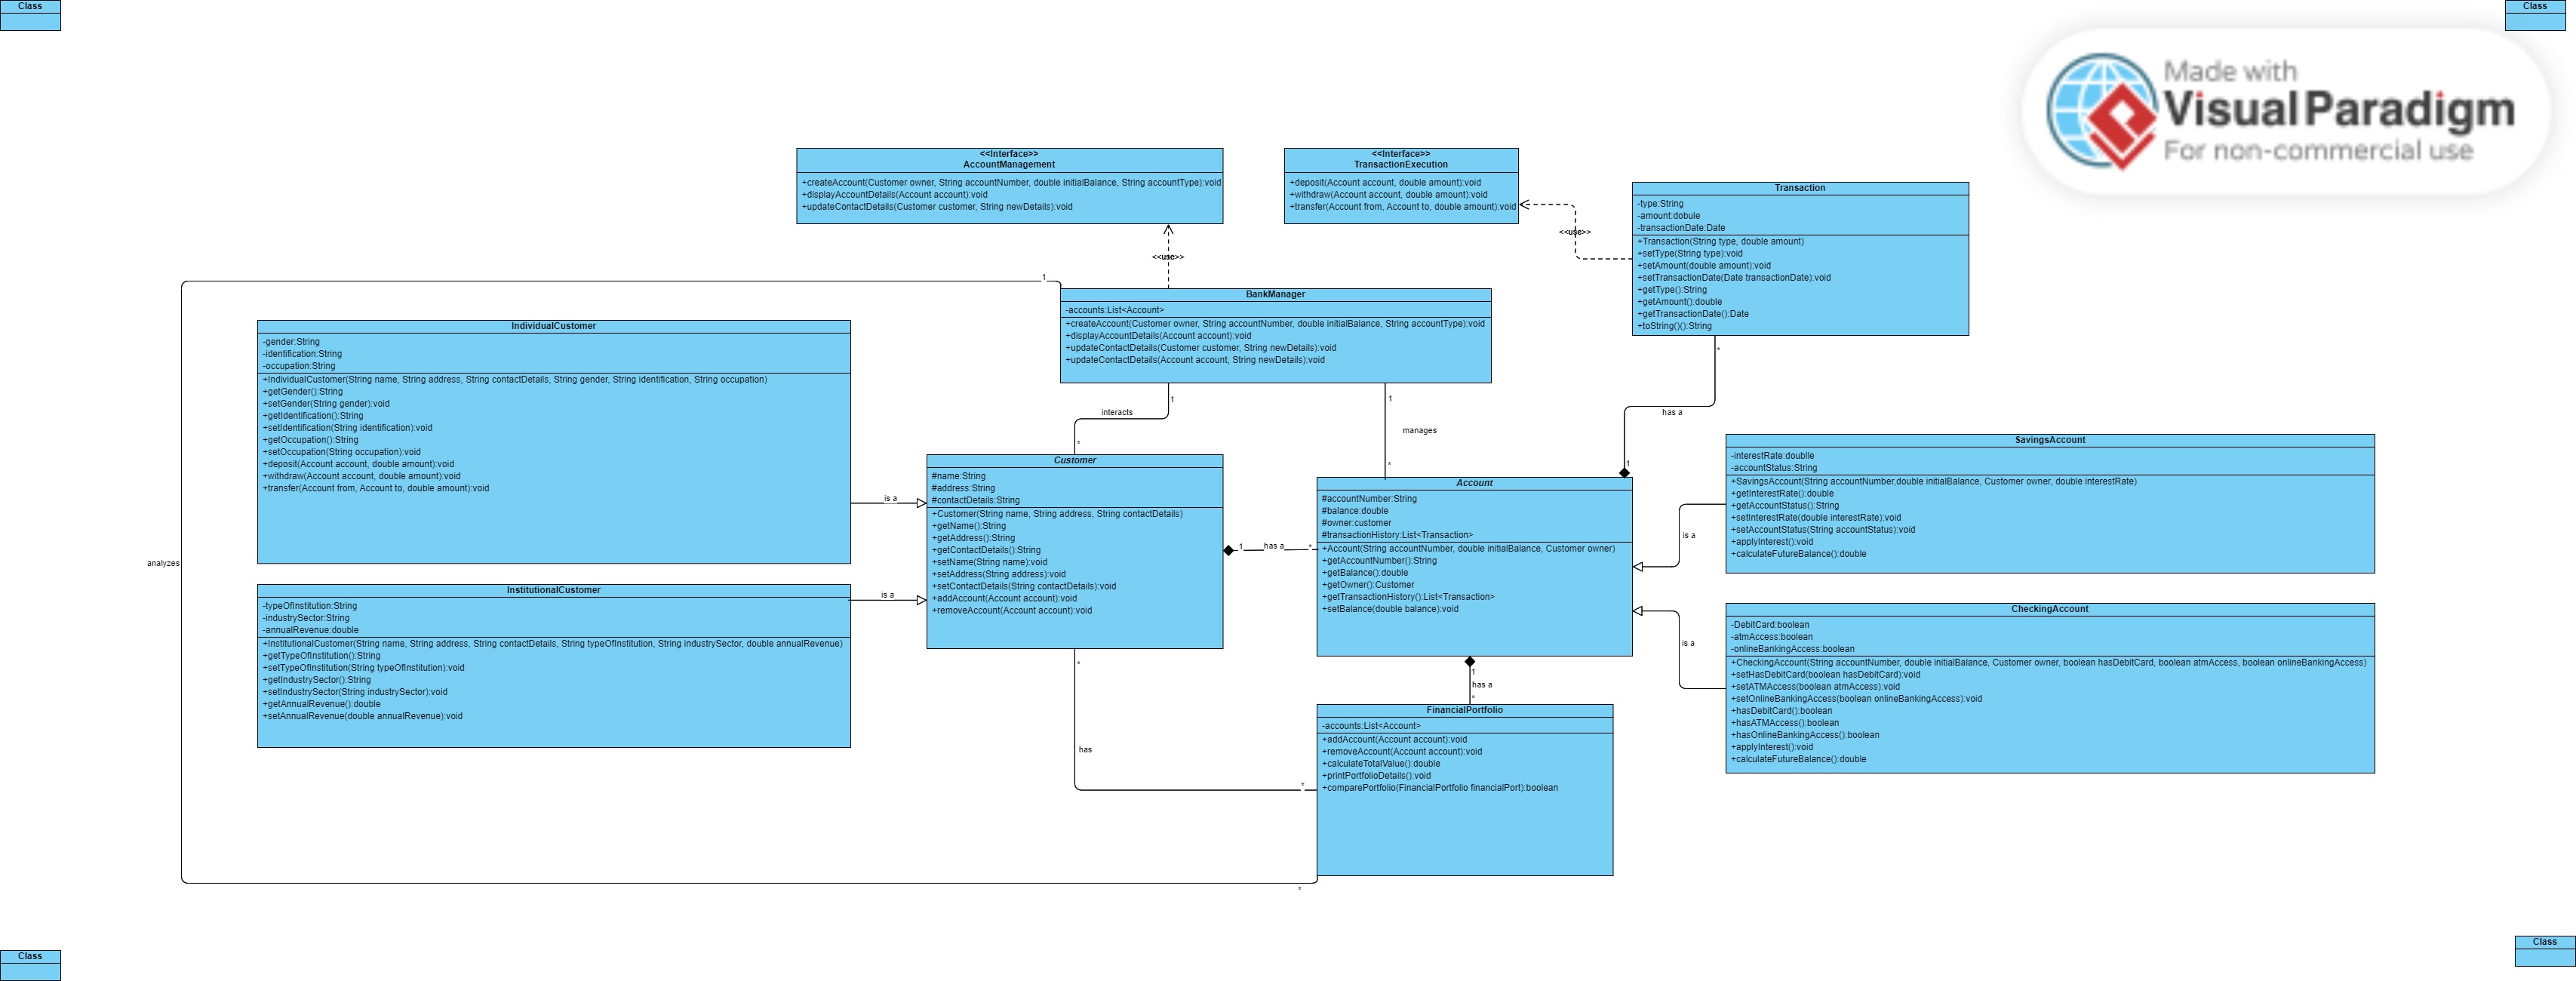 Class
Class
Made with
Visual Paradigm
For non-commercial use
<<Interface>>
AccountManagement
+createAccount(Customer owner, String accountNumber, double initialBalance, String accountType):void
+displayAccountDetails(Account account):void
+updateContactDetails(Customer customer, String newDetails):void
<<Interface>>
TransactionExecution
+deposit(Account account, double amount):void
+withdraw(Account account, double amount):void
+transfer(Account from, Account to, double amount):void
Transaction
-type:String
-amount:dobule
-transactionDate:Date
+Transaction(String type, double amount)
+setType(String type):void
+setAmount(double amount):void
+setTransactionDate(Date transactionDate):void
+getType():String
+getAmount():double
+getTransactionDate():Date
+toString()():String
<<use>>
<<use>>
1
BankManager
-accounts:List<Account>
+createAccount(Customer owner, String accountNumber, double initialBalance, String accountType):void
+displayAccountDetails(Account account):void
+updateContactDetails(Customer customer, String newDetails):void
+updateContactDetails(Account account, String newDetails):void
IndividualCustomer
-gender:String
-identification:String
-occupation:String
+IndividualCustomer(String name, String address, String contactDetails, String gender, String identification, String occupation)
+getGender():String
+setGender(String gender):void
+getIdentification():String
+setIdentification(String identification):void
+getOccupation():String
+setOccupation(String occupation):void
+deposit(Account account, double amount):void
+withdraw(Account account, double amount):void
+transfer(Account from, Account to, double amount):void
*
1
interacts
*
1
manages
*
has a
1
Customer
#name:String
#address:String
#contactDetails:String
+Customer(String name, String address, String contactDetails)
+getName():String
+getAddress():String
+getContactDetails():String
+setName(String name):void
+setAddress(String address):void
+setContactDetails(String contactDetails):void
+addAccount(Account account):void
+removeAccount(Account account):void
Account
#accountNumber:String
#balance:double
#owner:customer
#transactionHistory:List<Transaction>
+Account(String accountNumber, double initialBalance, Customer owner)
+getAccountNumber():String
+getBalance():double
+getOwner():Customer
+getTransactionHistory():List<Transaction>
+setBalance(double balance):void
SavingsAccount
-interestRate:doublle
-accountStatus:String
+SavingsAccount(String accountNumber,double initialBalance, Customer owner, double interestRate)
+getInterestRate():double
+getAccountStatus():String
+setInterestRate(double interestRate):void
+setAccountStatus(String accountStatus):void
+applyInterest():void
+calculateFutureBalance():double
is a
is a
1
has a
*
is a
is a
analyzes
InstitutionalCustomer
-typeOfInstitution:String
-industrySector:String
-annualRevenue:double
+InstitutionalCustomer(String name, String address, String contactDetails, String typeOfInstitution, String industrySector, double annualRevenue)
+getTypeOfInstitution():String
+setTypeOfInstitution(String typeOfInstitution):void
+getIndustrySector():String
+setIndustrySector(String industrySector):void
+getAnnualRevenue():double
+setAnnualRevenue(double annualRevenue):void
CheckingAccount
-DebitCard:boolean
-atmAccess:boolean
-onlineBankingAccess:boolean
+CheckingAccount(String accountNumber, double initialBalance, Customer owner, boolean hasDebitCard, boolean atmAccess, boolean onlineBankingAccess)
+setHasDebitCard(boolean hasDebitCard):void
+setATMAccess(boolean atmAccess):void
+setOnlineBankingAccess(boolean onlineBankingAccess):void
+hasDebitCard():boolean
+hasATMAccess():boolean
+hasOnlineBankingAccess():boolean
+applyInterest():void
+calculateFutureBalance():double
*
has
*
1
has a
*
FinancialPortfolio
-accounts:List<Account>
+addAccount(Account account):void
+removeAccount(Account account):void
+calculateTotalValue():double
+printPortfolioDetails():void
+comparePortfolio(FinancialPortfolio financialPort):boolean
*
Class
Class